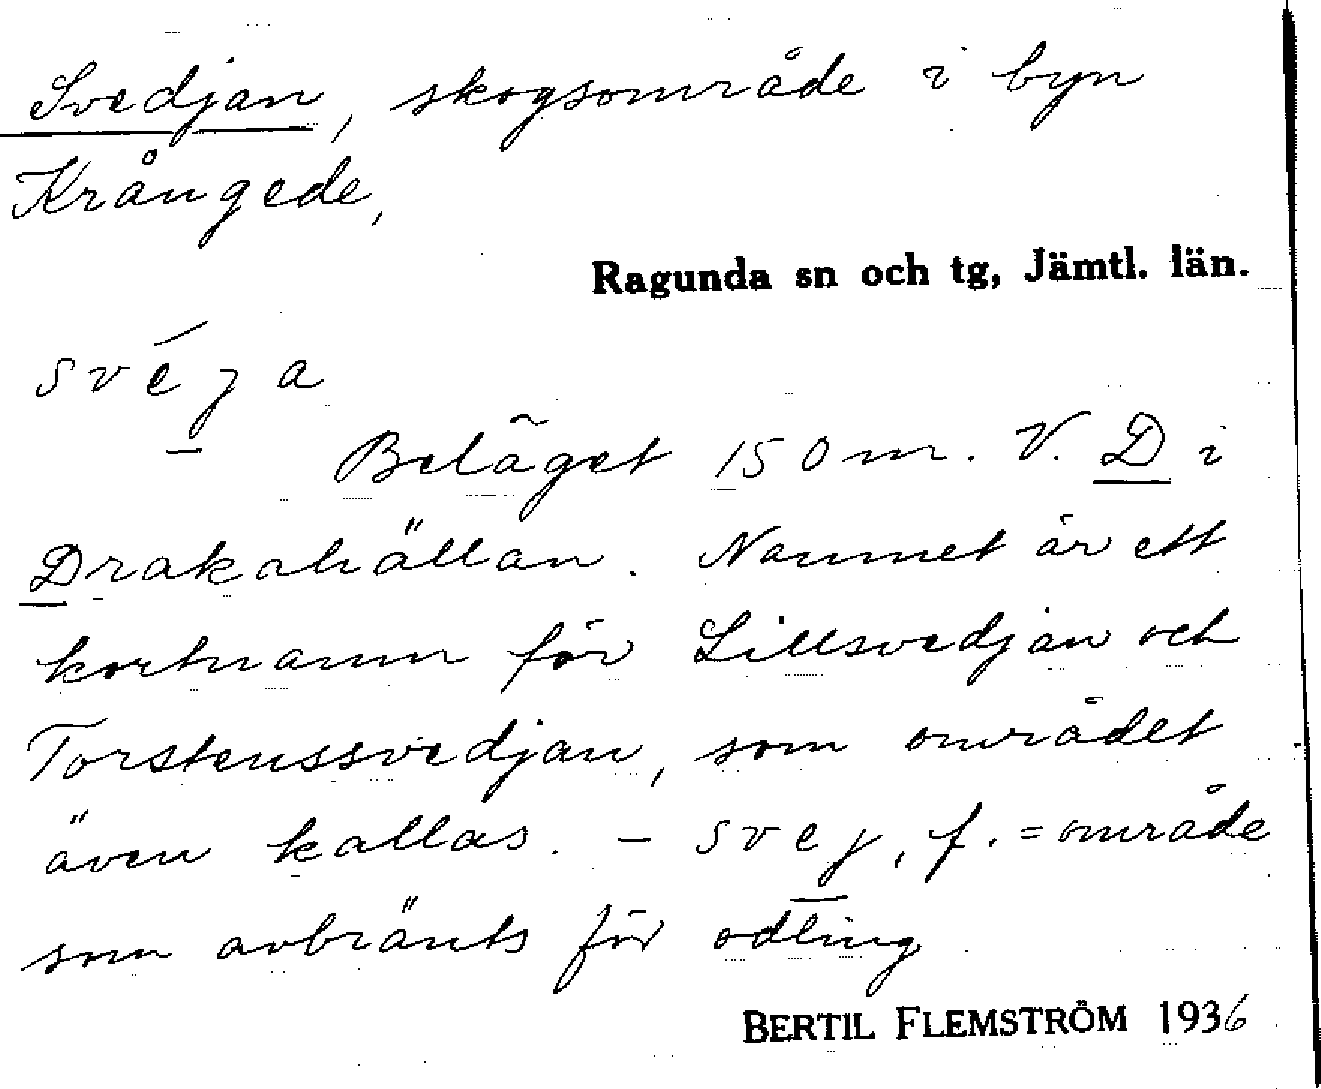 Svedjan, skogsområde i byn
Krångede,
Ragunda sn och tg, Jämtl. län.
svéja
Beläget 150 m. V. D i
Drakahällan. Namnet är ett
kortnamn för Lillsvedjan och
Torstenssvedjan, som området
även kallas. – svej, f. = område
som avbränts för odling
BERTIL FLEMSTRÖM 1936